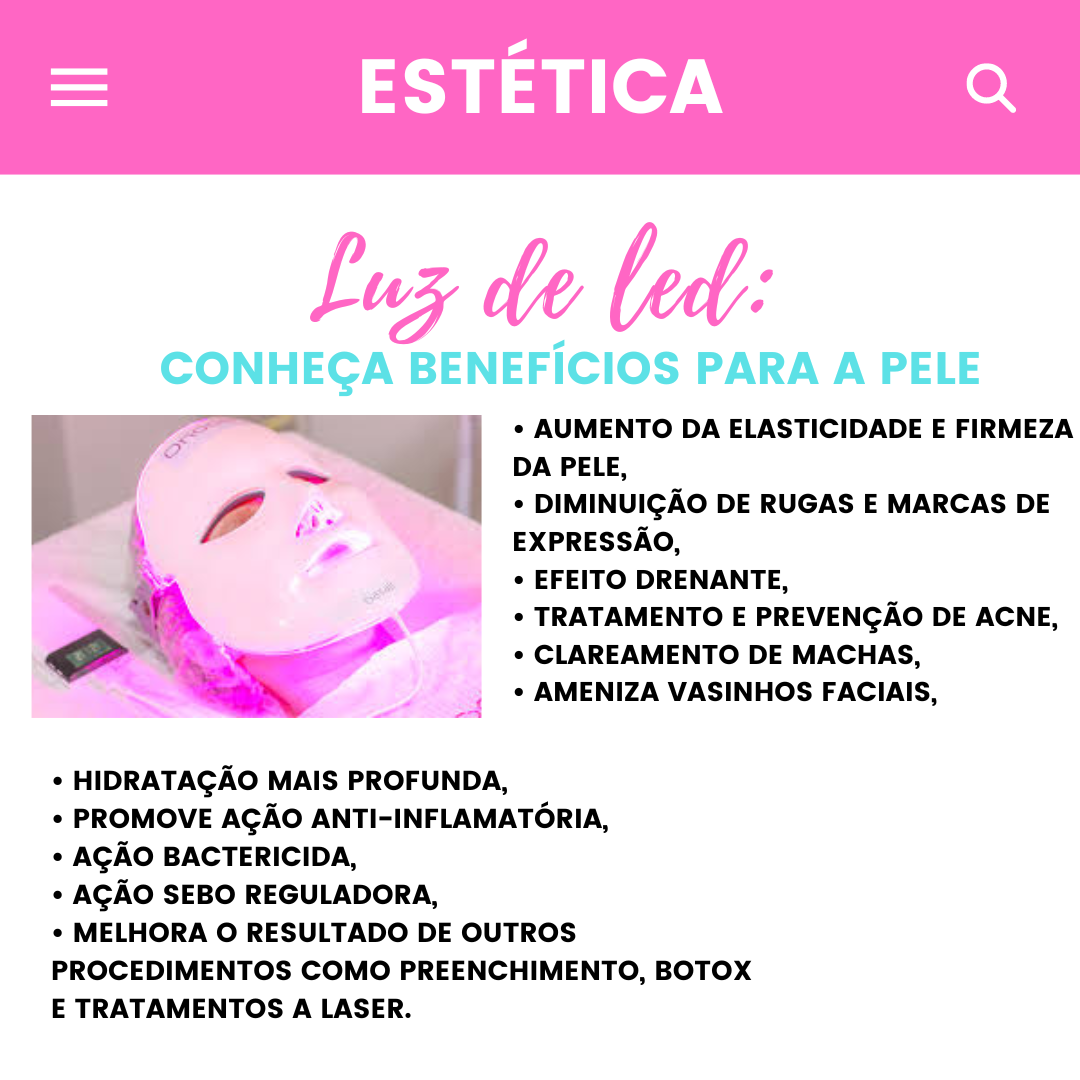 ESTÉTICA
Luz de led:
CONHEÇA BENEFÍCIOS PARA A PELE
• AUMENTO DA ELASTICIDADE E FIRMEZA
DA PELE,
• DIMINUIÇÃO DE RUGAS E MARCAS DE
EXPRESSÃO,
• EFEITO DRENANTE,
• TRATAMENTO E PREVENÇÃO DE ACNE,
• CLAREAMENTO DE MACHAS,
• AMENIZA VASINHOS FACIAIS,
• HIDRATAÇÃO MAIS PROFUNDA,
• PROMOVE AÇÃO ANTI-INFLAMATÓRIA,
• AÇÃO BACTERICIDA,
• AÇÃO SEBO REGULADORA,
• MELHORA O RESULTADO DE OUTROS
PROCEDIMENTOS COMO PREENCHIMENTO, BOTOX
E TRATAMENTOS A LASER.